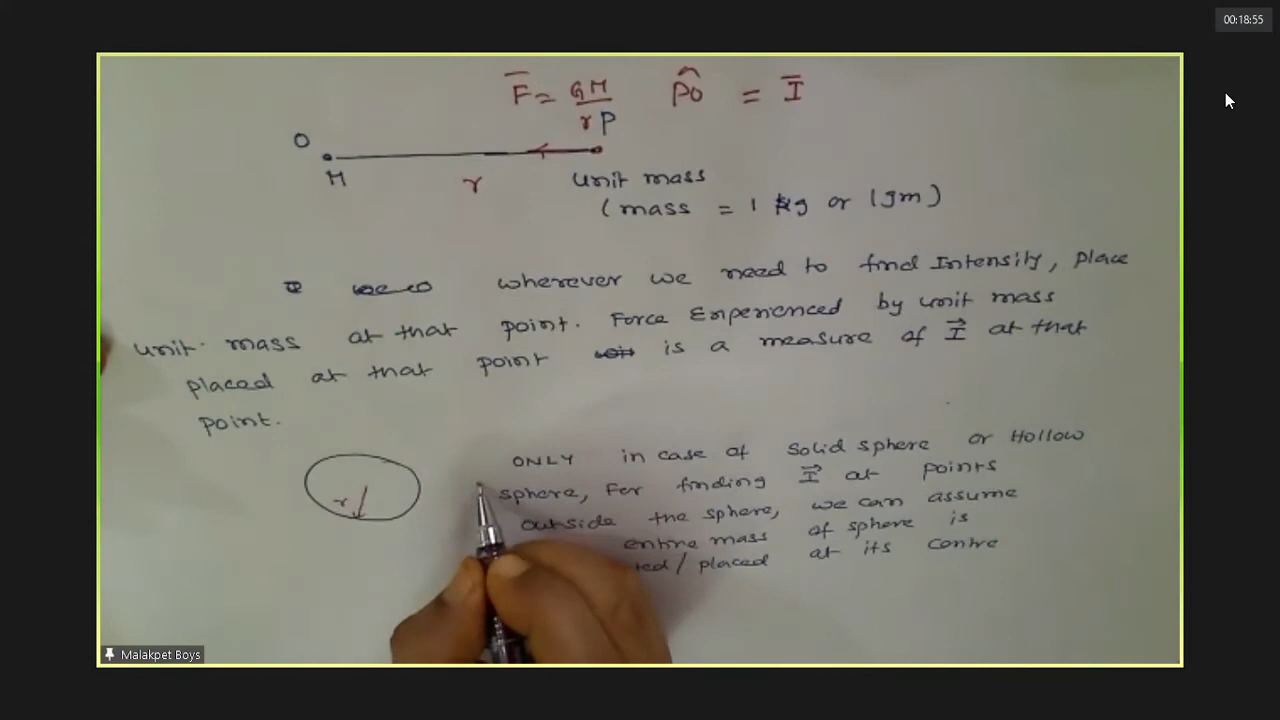 00:18:55
F̄ = GM/r P̂O = Ī
O P
M r unit mass
(mass = 1 kg or 1gm)
wherever we need to find Intensity, place
unit mass at that point. Force Experienced by unit mass
placed at that point is a measure of I⃗ at that
point.
ONLY in case of solid sphere or Hollow
sphere, For finding I⃗ at points
outside the sphere, we can assume
entire mass of sphere is
ted/ placed at its centre
r
Malakpet Boys